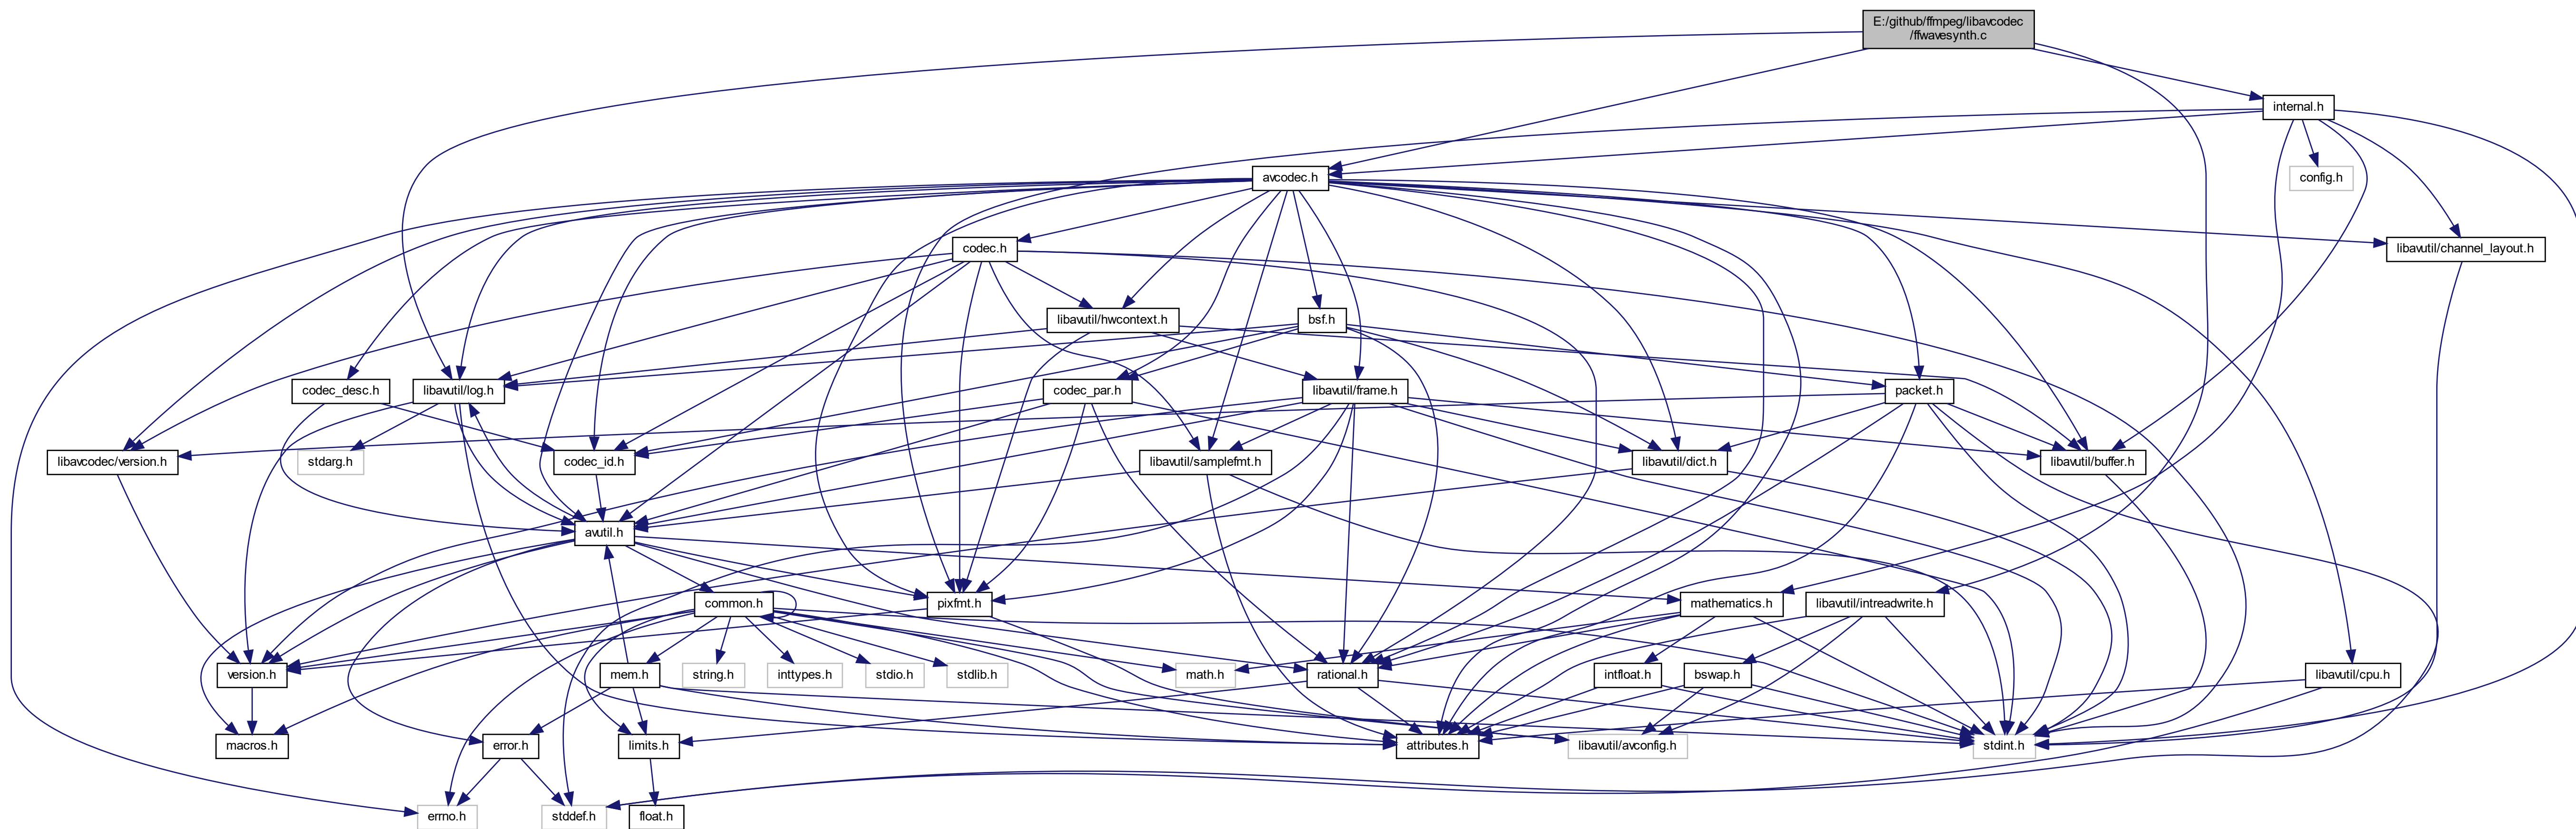 E:/github/ffmpeg/libavcodec
/ffwavesynth.c
internal.h
avcodec.h
config.h
codec.h
libavutil/channel_layout.h
libavutil/hwcontext.h
bsf.h
codec_desc.h
libavutil/log.h
codec_par.h
libavutil/frame.h
packet.h
libavcodec/version.h
stdarg.h
codec_id.h
libavutil/samplefmt.h
libavutil/dict.h
libavutil/buffer.h
avutil.h
common.h
pixfmt.h
mathematics.h
libavutil/intreadwrite.h
version.h
mem.h
string.h
inttypes.h
stdio.h
stdlib.h
math.h
rational.h
intfloat.h
bswap.h
libavutil/cpu.h
macros.h
error.h
limits.h
attributes.h
libavutil/avconfig.h
stdint.h
errno.h
stddef.h
float.h